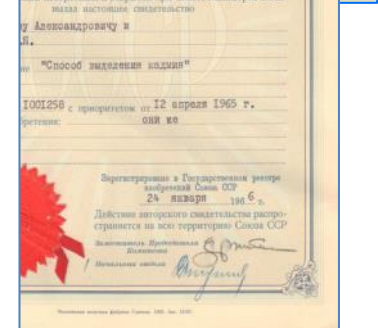 выдал настоящее свидетельство
у Александровичу и
"Способ выделения кадмия"
1001258 с приоритетом от 12 апреля 1965 г.
бретения: они же
Зарегистрировано в Государственном реестре
изобретений Союза ССР
24 января 1966 г.
Действие авторского свидетельства распро-
страняется на всю территорию Союза ССР
Заместитель Председателя
Комитета
Начальник отдела